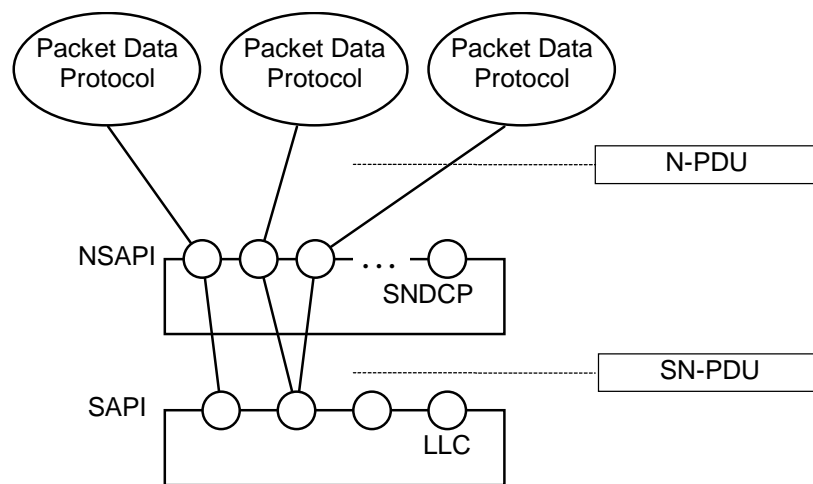 Packet Data
Protocol
Packet Data
Protocol
Packet Data
Protocol
N-PDU
NSAPI
. . .
SNDCP
SN-PDU
SAPI
LLC